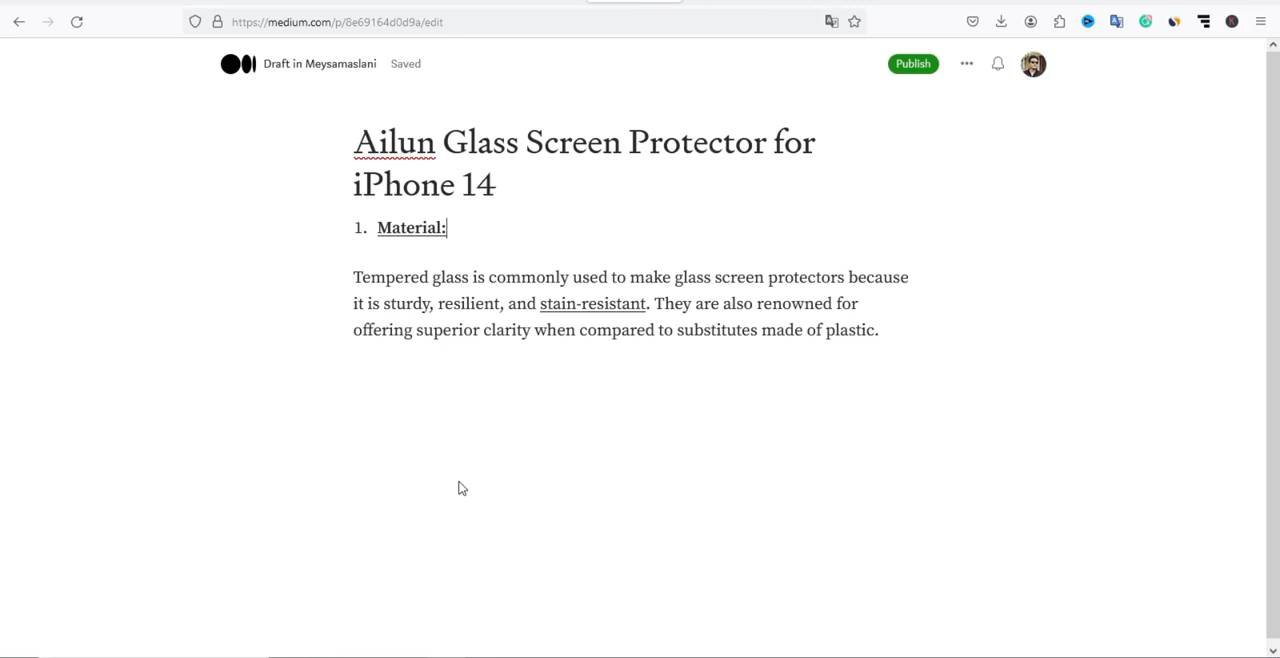 https://medium.com/p/8e69164d0d9a/edit
Draft in Meysamaslani Saved Publish
Ailun Glass Screen Protector for
iPhone 14
1. Material:
Tempered glass is commonly used to make glass screen protectors because
it is sturdy, resilient, and stain-resistant. They are also renowned for
offering superior clarity when compared to substitutes made of plastic.